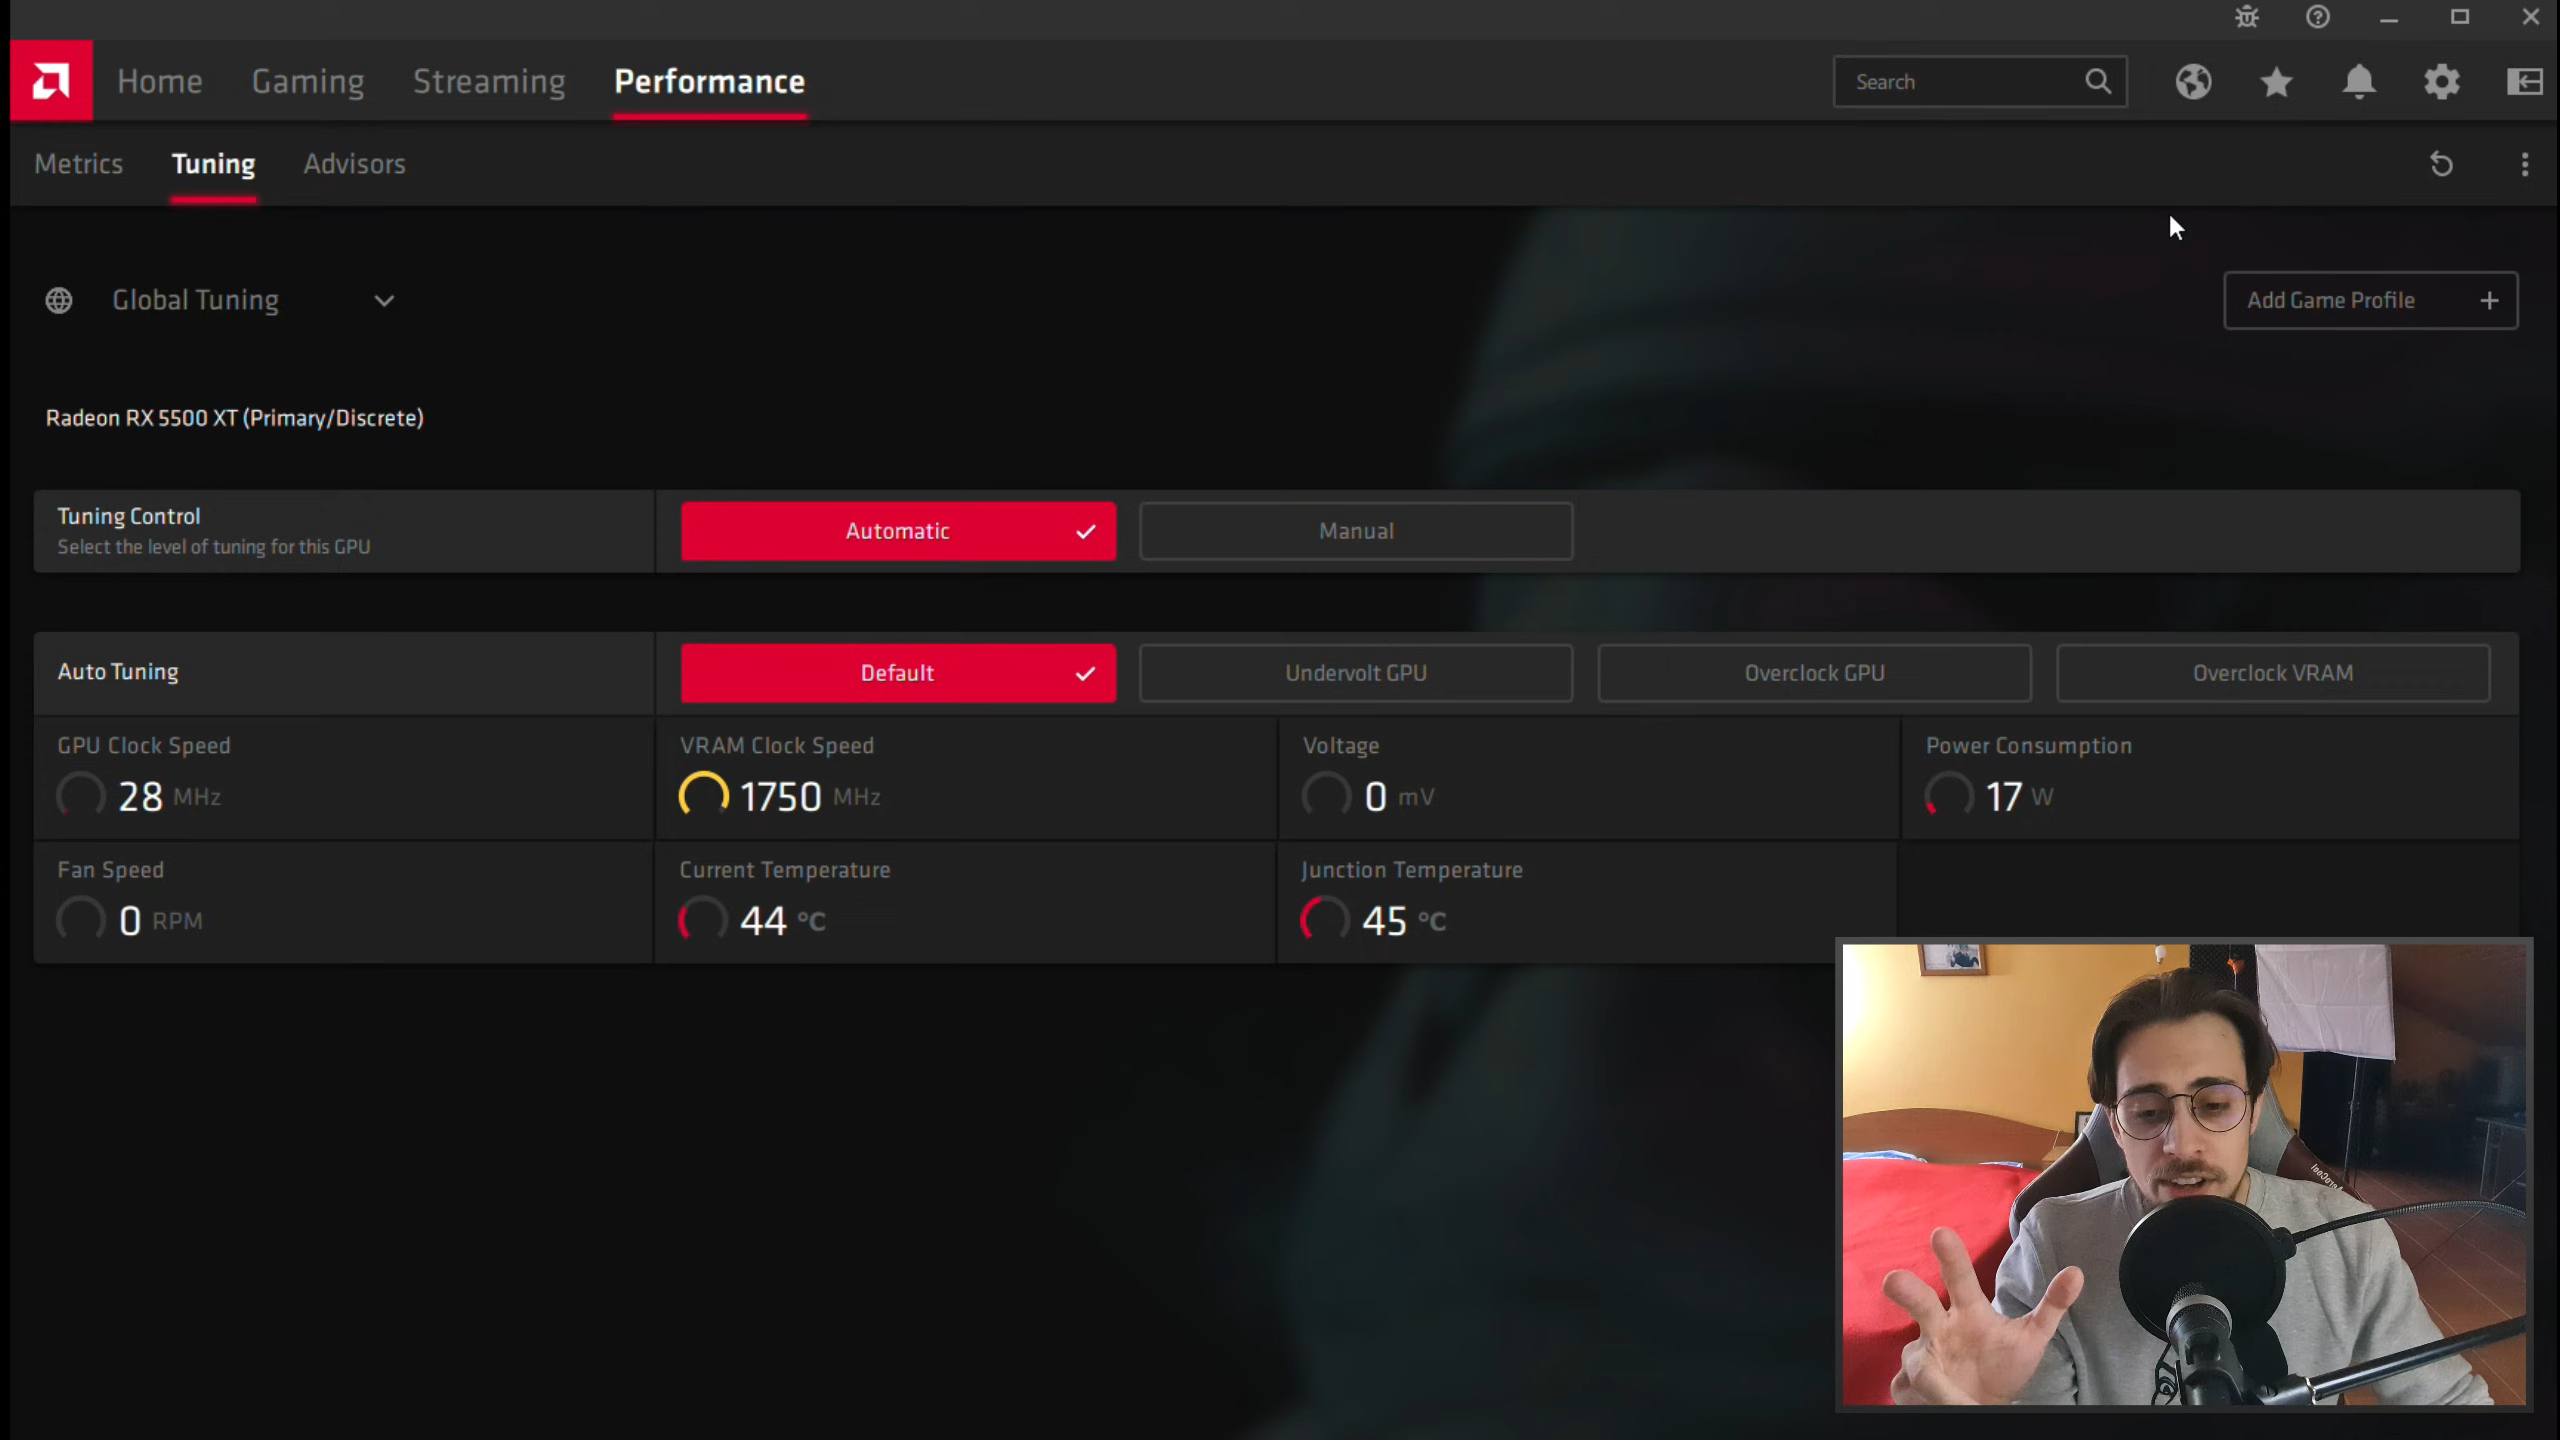 Home Gaming Streaming Performance Search
Metrics Tuning Advisors
Global Tuning Add Game Profile
Radeon RX 5500 XT (Primary/Discrete)
Tuning Control
Select the level of tuning for this GPU
Automatic Manual
Auto Tuning Default Undervolt GPU Overclock GPU Overclock VRAM
GPU Clock Speed VRAM Clock Speed Voltage Power Consumption
28 MHz 1750 MHz 0 mV 17 W
Fan Speed Current Temperature Junction Temperature
0 RPM 44 °C 45 °C
AeroCool